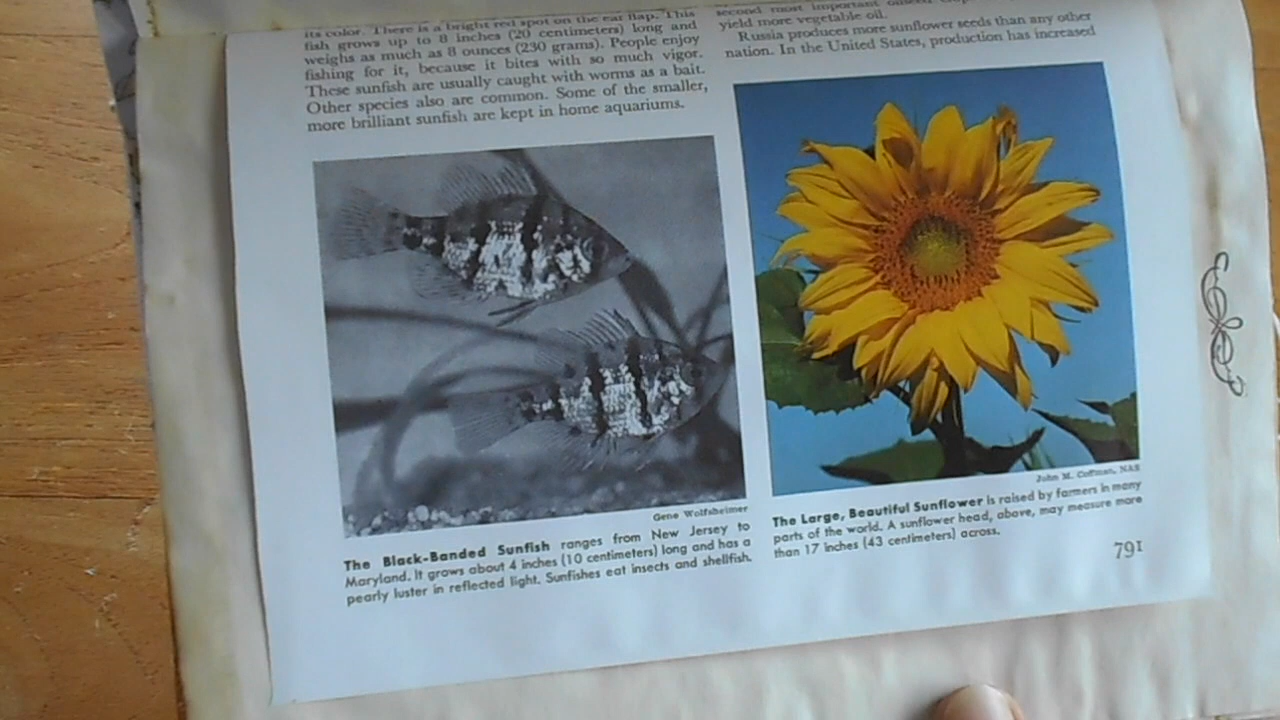 its color. There is a bright red spot on the ear flap. This
fish grows up to 8 inches (20 centimeters) long and
weighs as much as 8 ounces (230 grams). People enjoy
fishing for it, because it bites with so much vigor.
These sunfish are usually caught with worms as a bait.
Other species also are common. Some of the smaller,
more brilliant sunfish are kept in home aquariums.
second most important
yield more vegetable oil.
Russia produces more sunflower seeds than any other
nation. In the United States, production has increased
Gene Wolfsheimer
The Black-Banded Sunfish ranges from New Jersey to
Maryland. It grows about 4 inches (10 centimeters) long and has a
pearly luster in reflected light. Sunfishes eat insects and shellfish.
John M. Coffman, NAS
The Large, Beautiful Sunflower is raised by farmers in many
parts of the world. A sunflower head, above, may measure more
than 17 inches (43 centimeters) across.
791